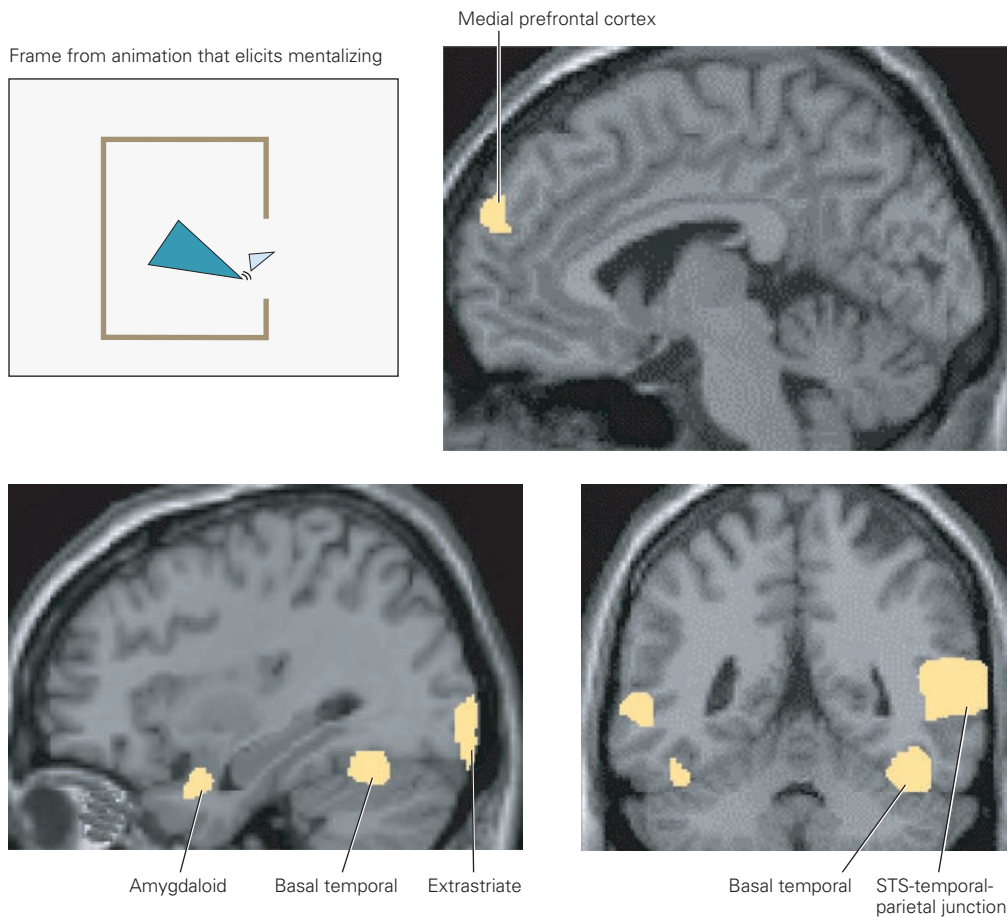 Medial prefrontal cortex
Frame from animation that elicits mentalizing
Amygdaloid
Basal temporal
Extrastriate
Basal temporal
STS-temporal-
parietal junction